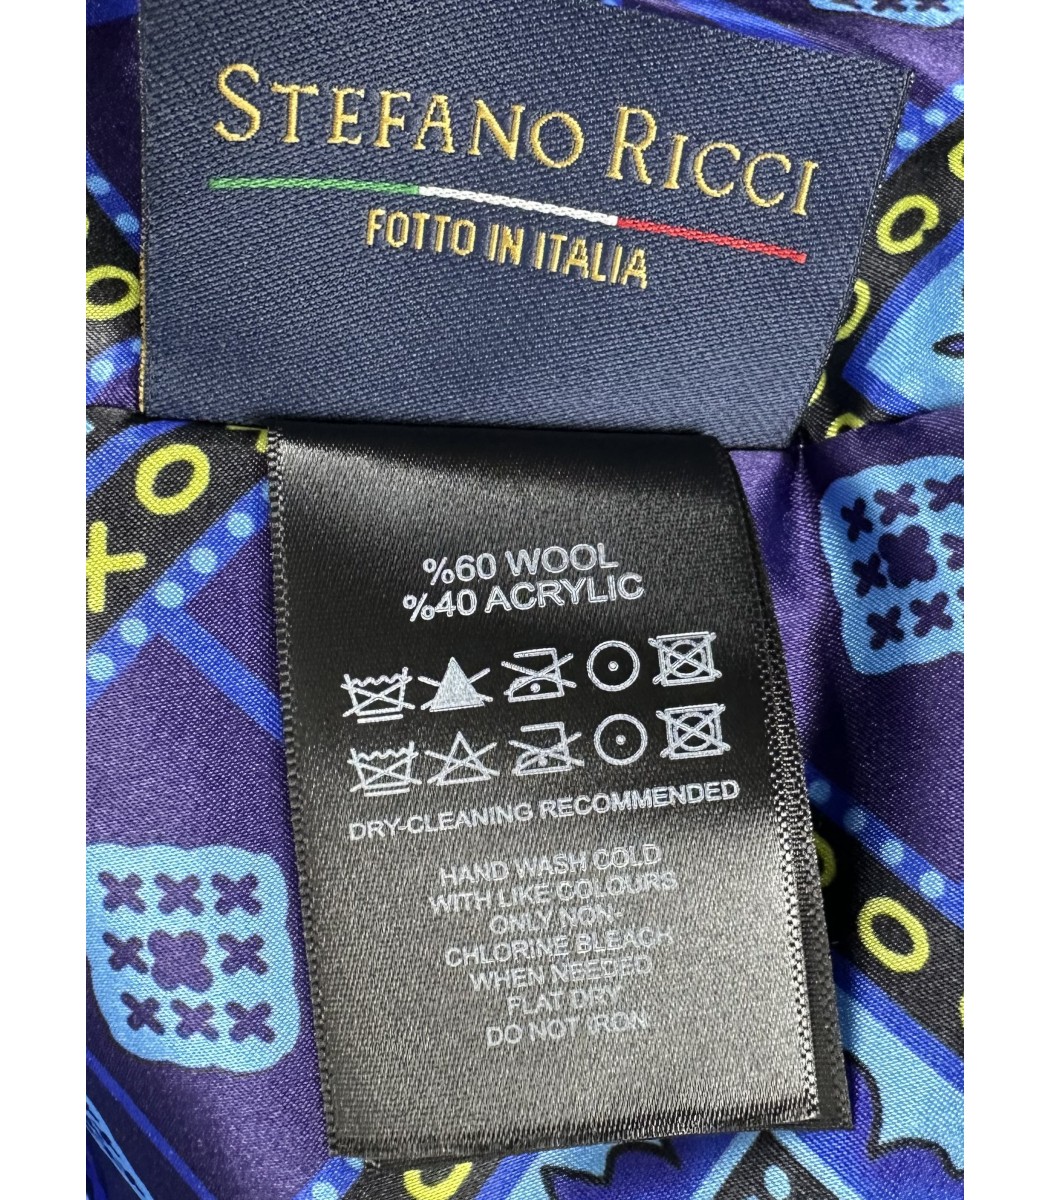 STEFANO RICCI
FOTTO IN ITALIA
%60 WOOL
%40 ACRYLIC
DRY-CLEANING RECOMMENDED
HAND WASH COLD
WITH LIKE COLOURS
ONLY NON-
CHLORINE BLEACH
WHEN NEEDED
FLAT DRY
DO NOT IRON